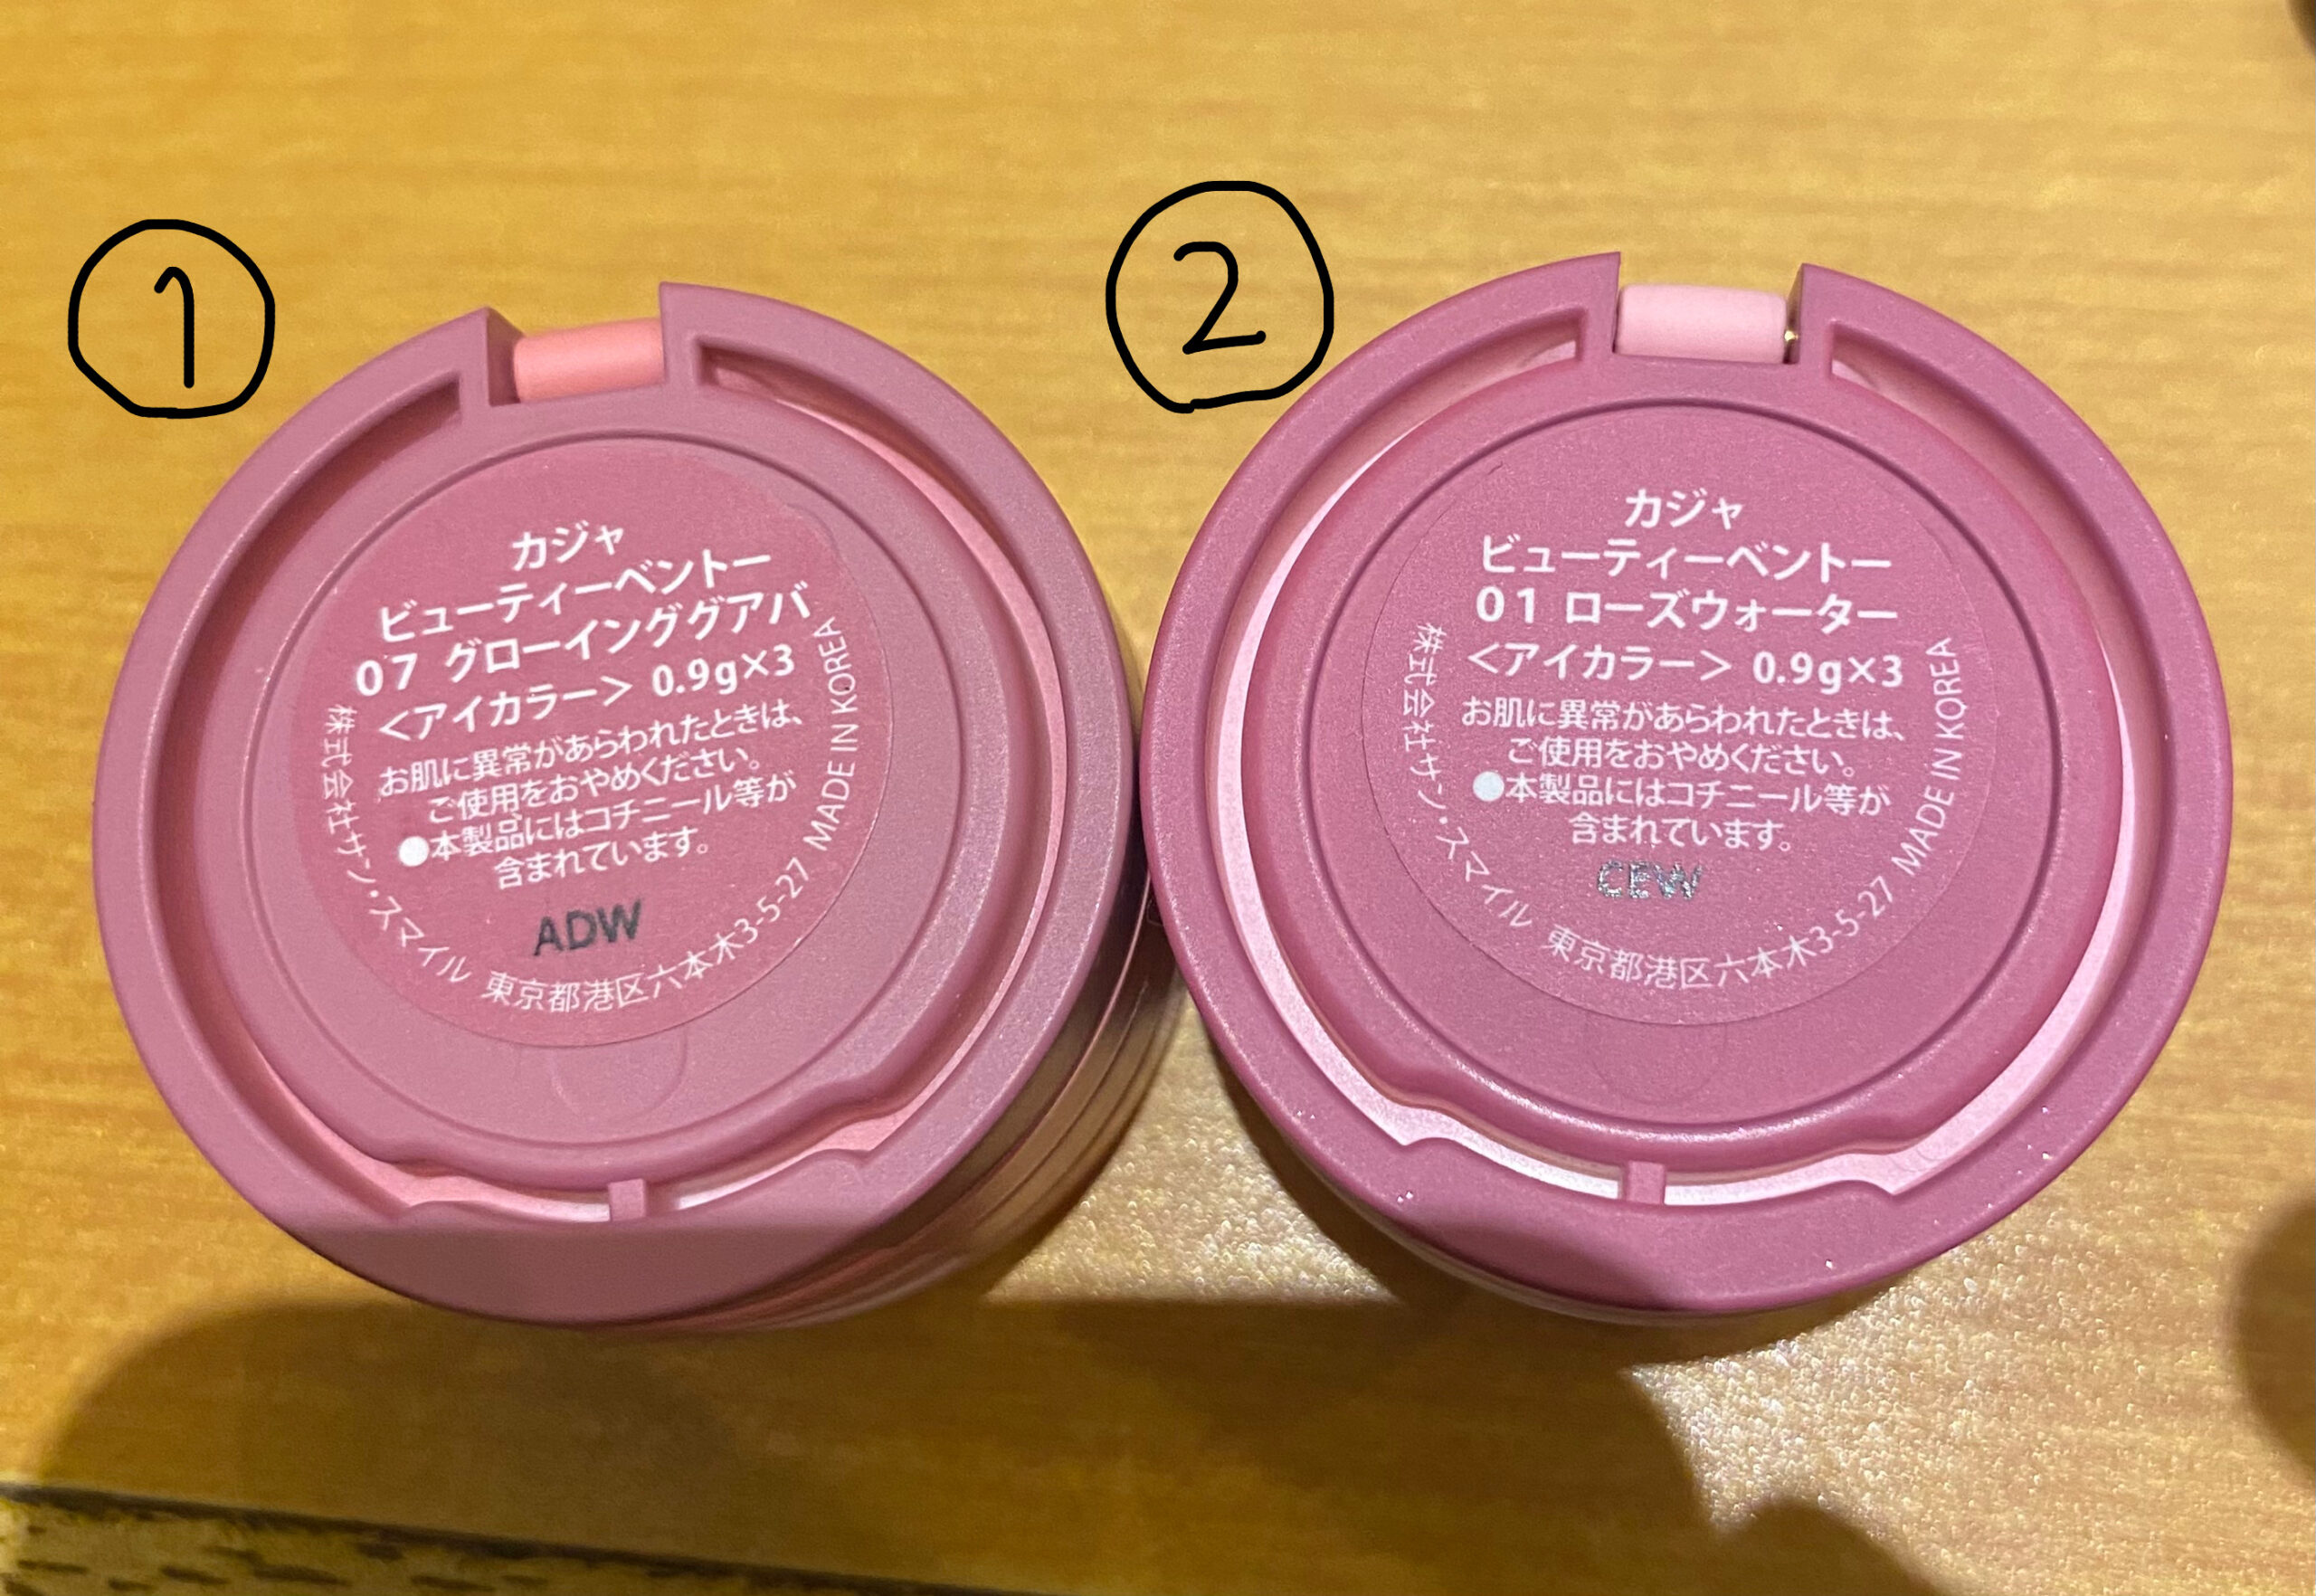 1
カジャ
ビューティーベントー
07 グローインググアバ
<アイカラー> 0.9g×3
お肌に異常があらわれたときは、
ご使用をおやめください。
●本製品にはコチニール等が
含まれています。
ADW
株式会社サン・スマイル 東京都港区六本木3-5-27 MADE IN KOREA
2
カジャ
ビューティーベントー
01 ローズウォーター
<アイカラー> 0.9g×3
お肌に異常があらわれたときは、
ご使用をおやめください。
●本製品にはコチニール等が
含まれています。
CEW
株式会社サン・スマイル 東京都港区六本木3-5-27 MADE IN KOREA